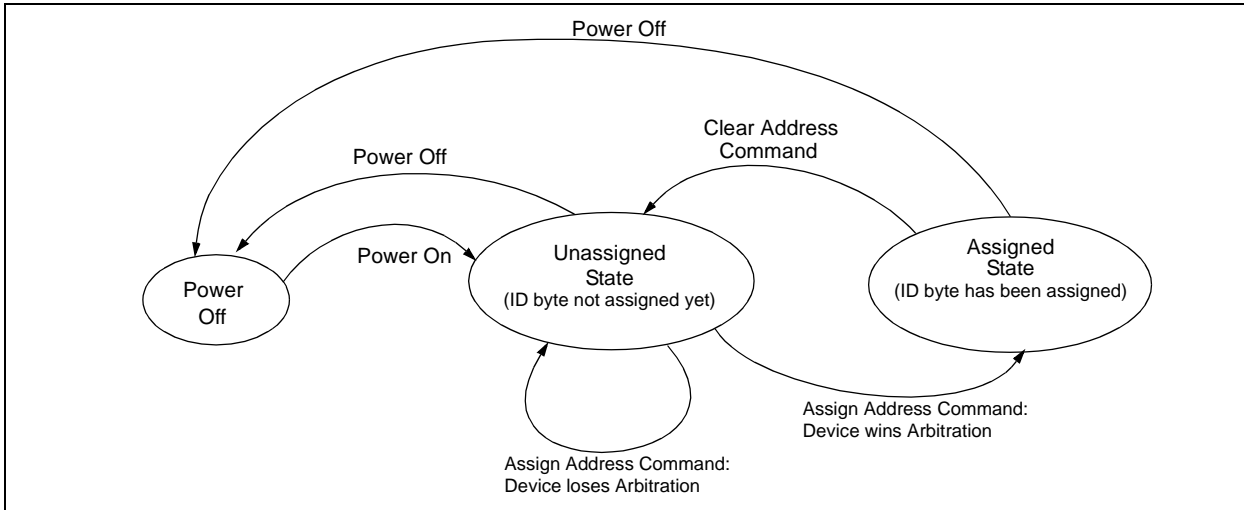 Power Off
Clear Address
Command
Power Off
Power On
Power
Off
Unassigned
State
(ID byte not assigned yet)
Assigned
State
(ID byte has been assigned)
Assign Address Command:
Device wins Arbitration
Assign Address Command:
Device loses Arbitration